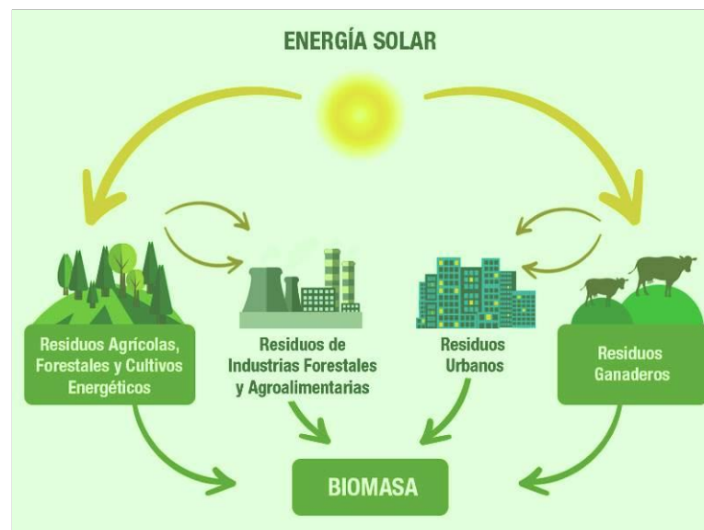 ENERGÍA SOLAR
Residuos Agrícolas,
Forestales y Cultivos
Energéticos
Residuos de
Industrias Forestales
y Agroalimentarias
Residuos
Urbanos
Residuos
Ganaderos
BIOMASA